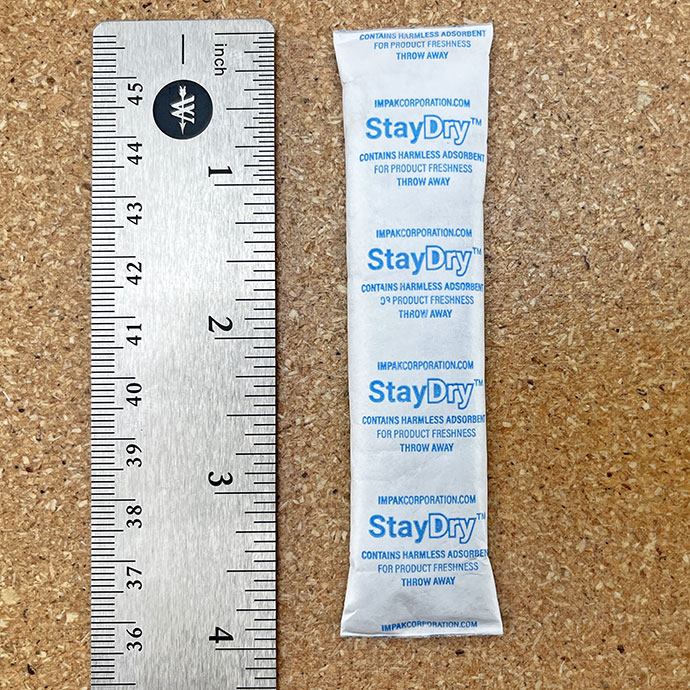 inch
45
44
1
43
42
2
41
40
39
3
38
37
36
4
CONTAINS HARMLESS ADSORBENT
FOR PRODUCT FRESHNESS
THROW AWAY
IMPAKCORPORATION.COM
StayDry™
CONTAINS HARMLESS ADSORBENT
FOR PRODUCT FRESHNESS
THROW AWAY
IMPAKCORPORATION.COM
StayDry™
CONTAINS HARMLESS ADSORBENT
PRODUCT FRESHNESS
THROW AWAY
IMPAKCORPORATION.COM
StayDry™
CONTAINS HARMLESS ADSORBENT
FOR PRODUCT FRESHNESS
THROW AWAY
IMPAKCORPORATION.COM
StayDry™
CONTAINS HARMLESS ADSORBEN
FOR PRODUCT FRESHNESS
THROW AWAY
IMPAKCORPORATION.COM